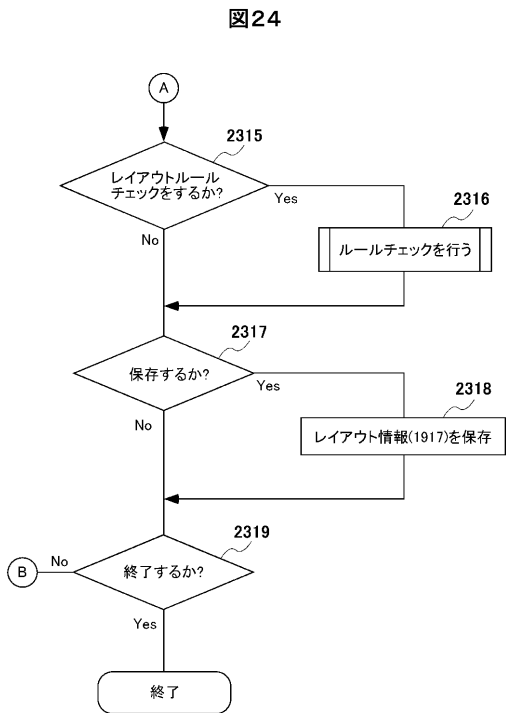 図24
A
2315
レイアウトルール
チェックをするか?
Yes
2316
No
ルールチェックを行う
2317
保存するか?
Yes
2318
No
レイアウト情報(1917)を保存
2319
No
B
終了するか?
Yes
終了